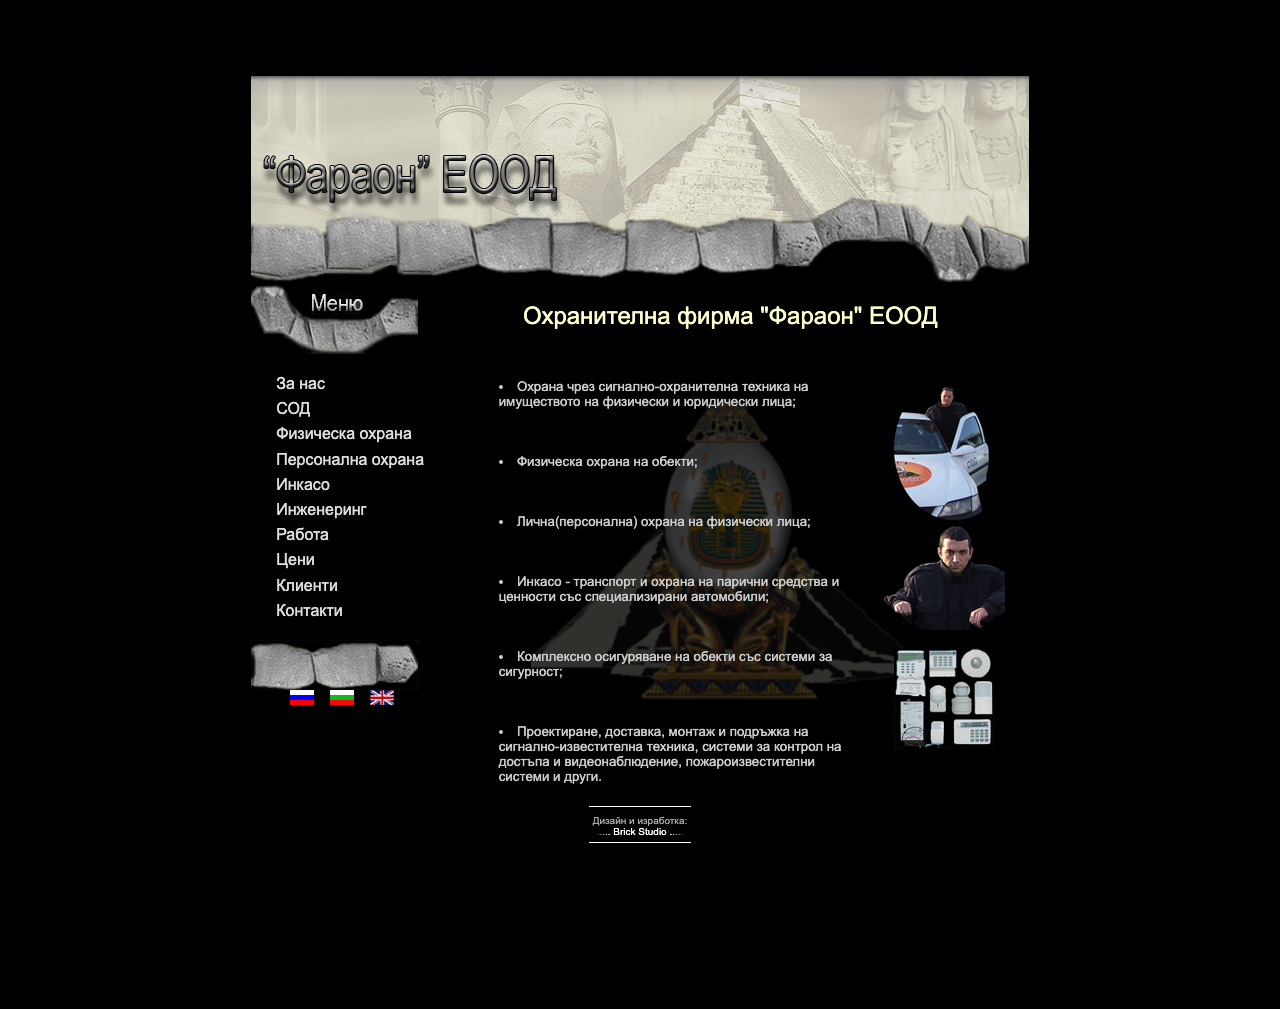 “Фараон” ЕООД
Меню
Охранителна фирма "Фараон" ЕООД
За нас
СОД
Физическа охрана
Персонална охрана
Инкасо
Инженеринг
Работа
Цени
Клиенти
Контакти
• Охрана чрез сигнално-охранителна техника на
имуществото на физически и юридически лица;
• Физическа охрана на обекти;
• Лична(персонална) охрана на физически лица;
• Инкасо - транспорт и охрана на парични средства и
ценности със специализирани автомобили;
• Комплексно осигуряване на обекти със системи за
сигурност;
• Проектиране, доставка, монтаж и подръжка на
сигнално-известителна техника, системи за контрол на
достъпа и видеонаблюдение, пожароизвестителни
системи и други.
СОД
Дизайн и изработка:
..... Brick Studio .....